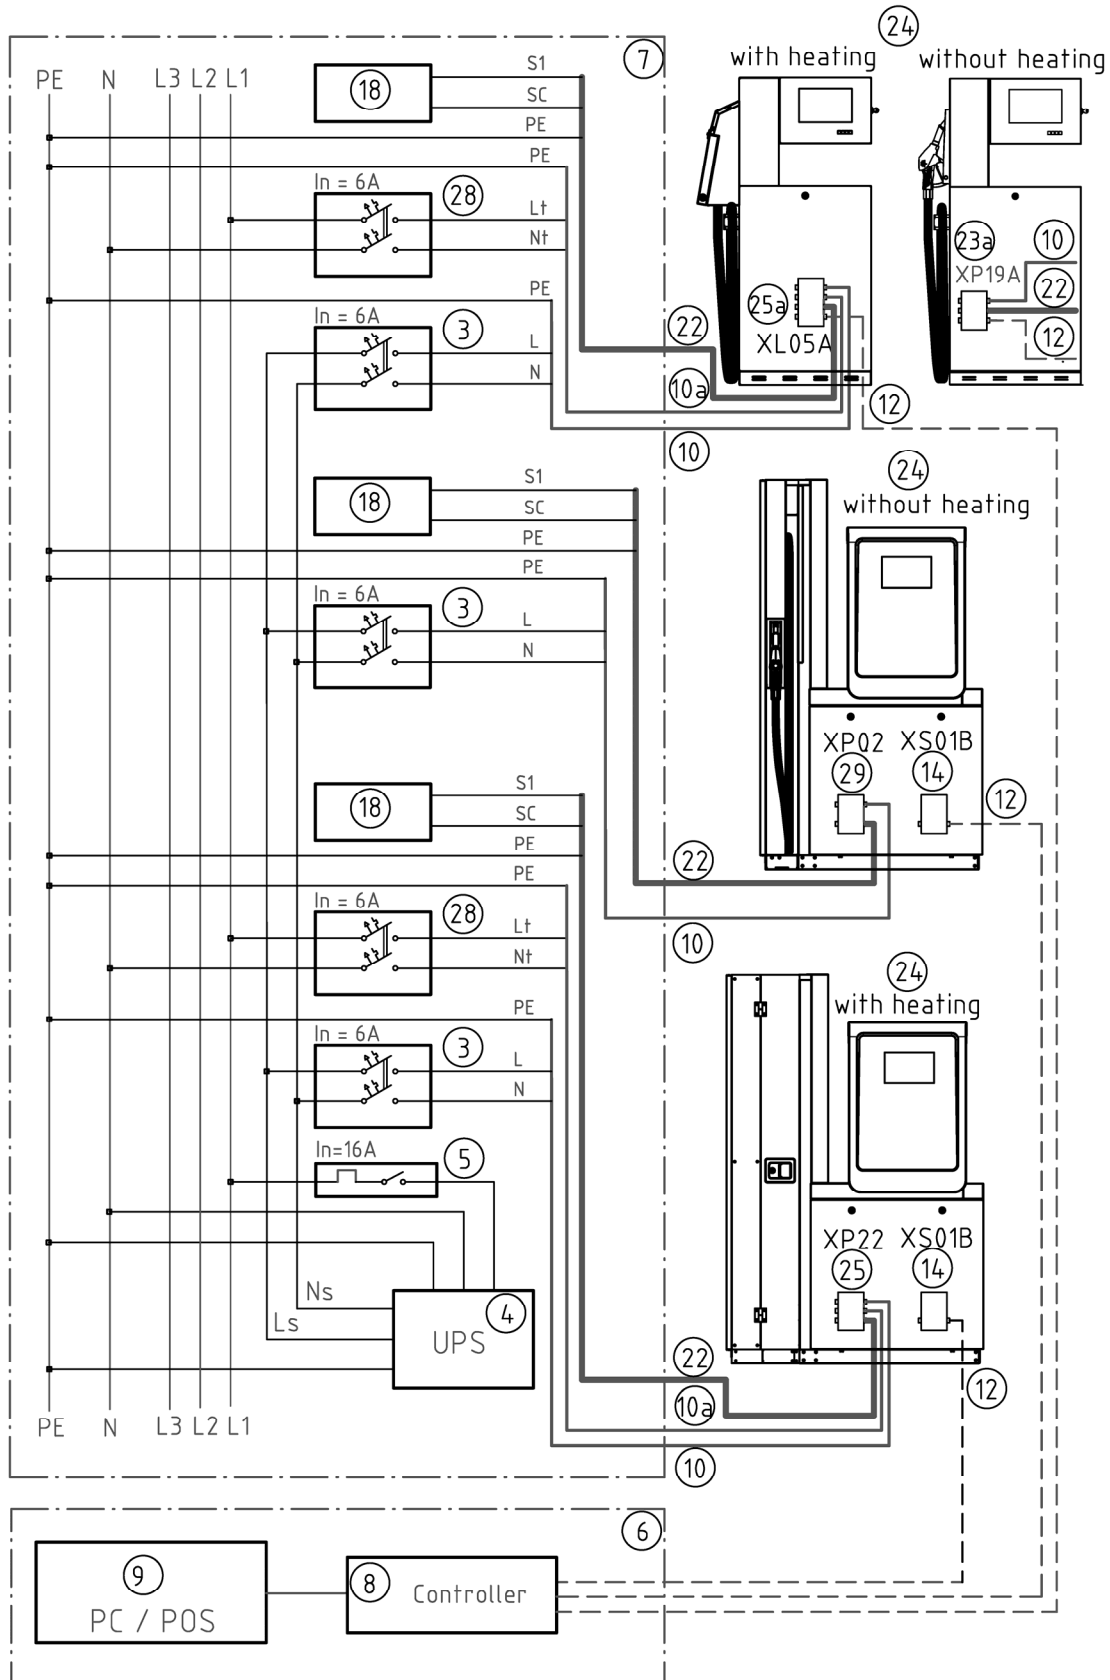 24
7
with heating
without heating
PE N L3 L2 L1
18
S1
SC
PE
PE
In = 6A
28
Lt
Nt
23a
10
XP19A
22
12
PE
In = 6A
3
L
N
25a
XL05A
22
10a
12
10
24
without heating
18
S1
SC
PE
PE
In = 6A
3
L
N
XP02 XS01B
29
14
12
18
S1
SC
PE
PE
22
In = 6A
28
Lt
Nt
10
24
with heating
PE
In = 6A
3
L
N
In=16A
5
XP22 XS01B
25
14
Ns
Ls
4
UPS
22
10a
12
10
PE N L3 L2 L1
6
9
PC / POS
8
Controller